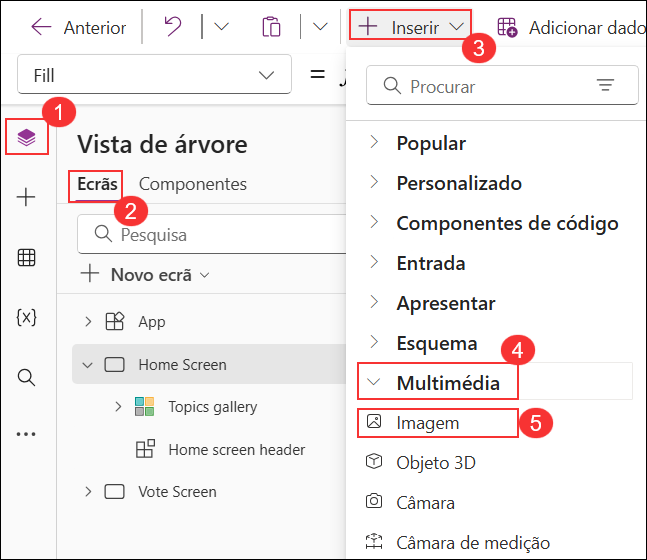 Anterior
Inserir
Adicionar dado
3
Fill
=
Procurar
1
Vista de árvore
Ecrãs
Componentes
2
Pesquisa
Novo ecrã
App
Home Screen
Topics gallery
Home screen header
Vote Screen
{x}
Popular
Personalizado
Componentes de código
Entrada
Apresentar
Esquema
4
Multimédia
Imagem
5
Objeto 3D
Câmara
Câmara de medição